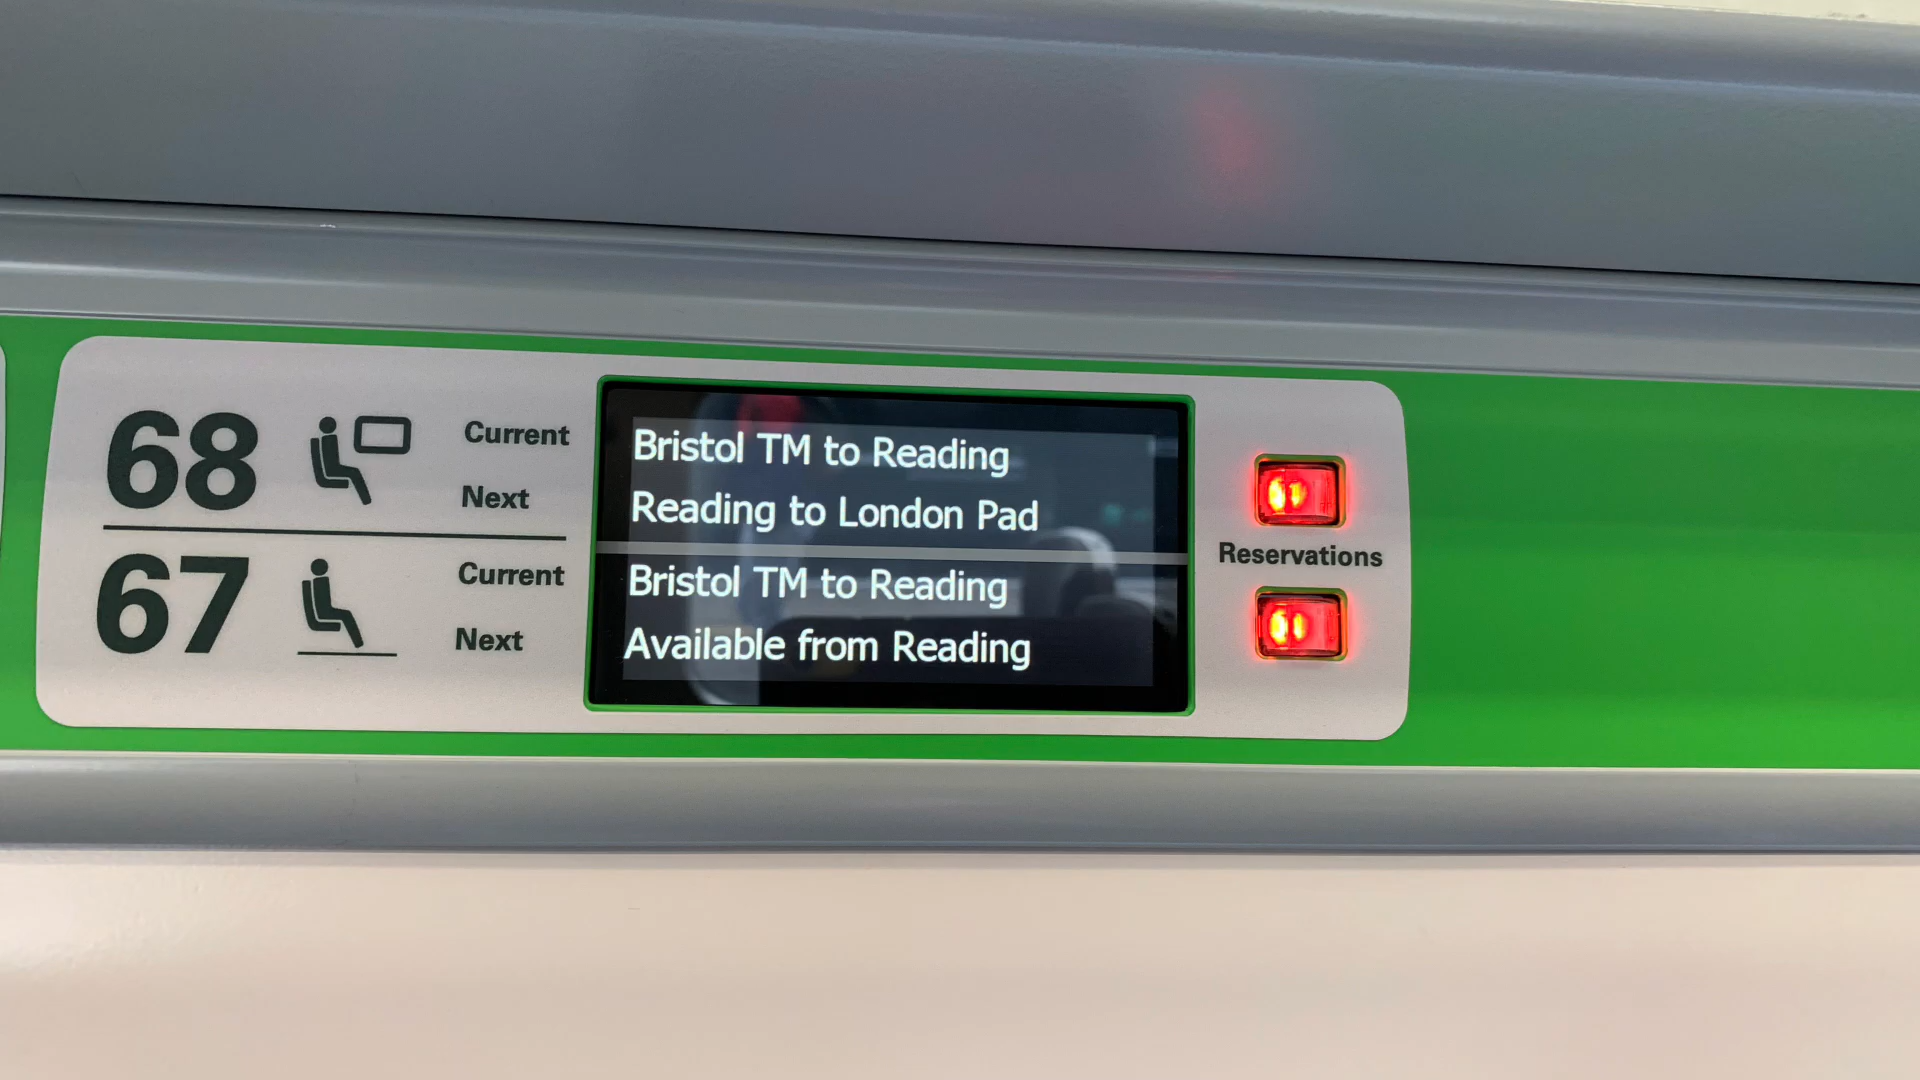 68
Current
Bristol TM to Reading
Next
Reading to London Pad
67
Current
Bristol TM to Reading
Next
Available from Reading
Reservations